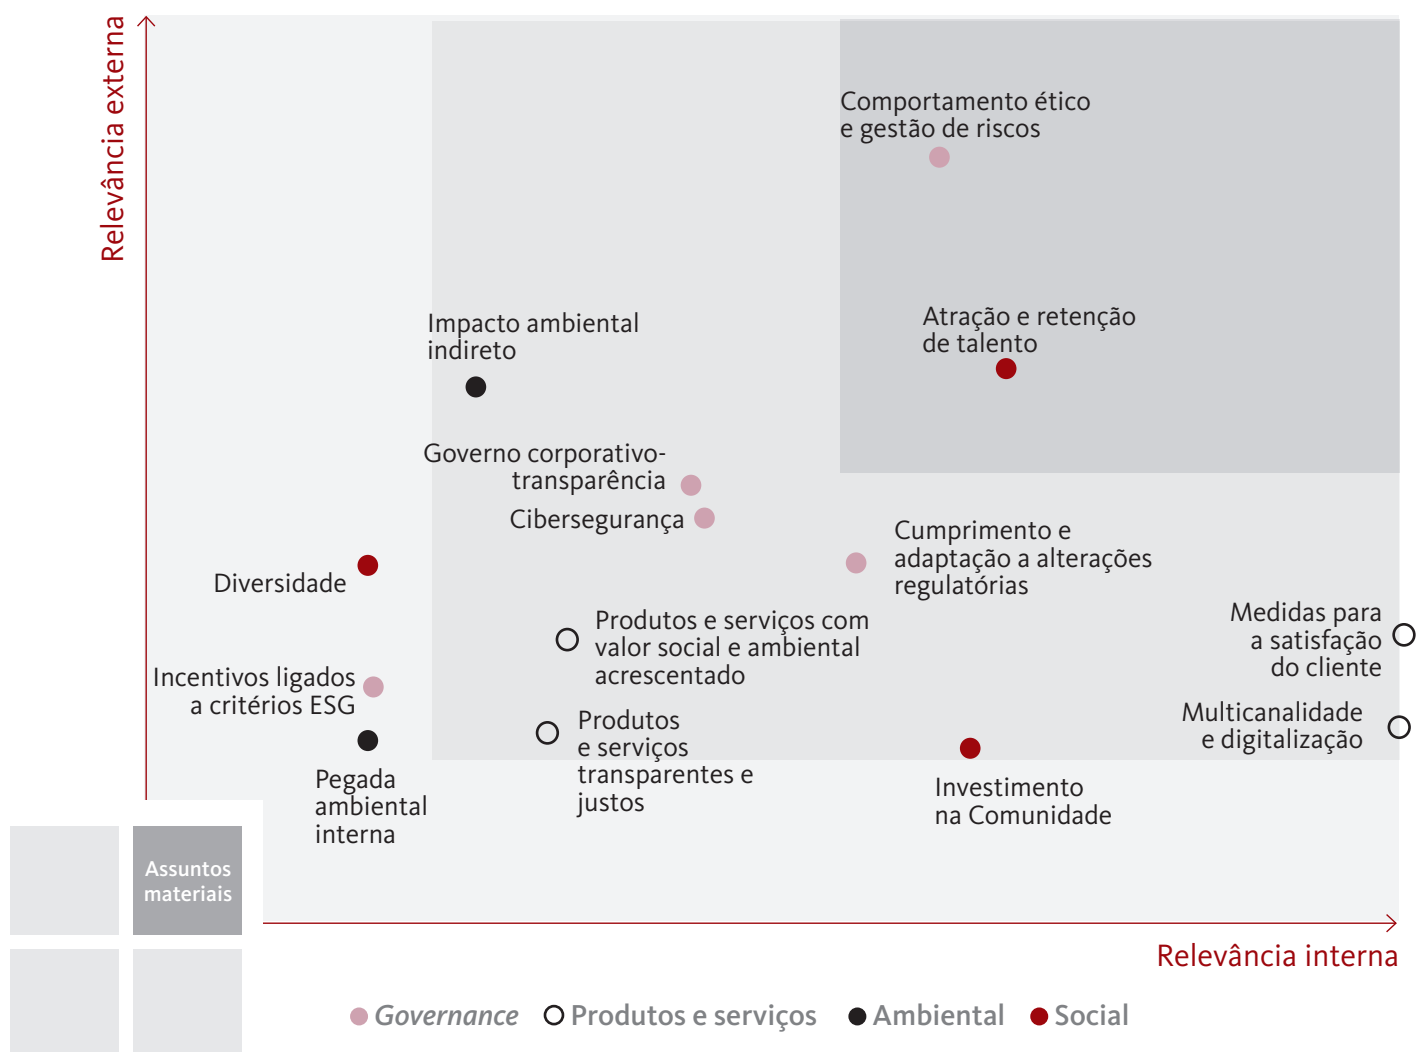 Relevância externa
Comportamento ético
e gestão de riscos
Impacto ambiental
indireto
Atração e retenção
de talento
Governo corporativo-
transparência
Cibersegurança
Cumprimento e
adaptação a alterações
regulatórias
Diversidade
Produtos e serviços com
valor social e ambiental
acrescentado
Medidas para
a satisfação
do cliente
Incentivos ligados
a critérios ESG
Produtos
e serviços
transparentes e
justos
Multicanalidade
e digitalização
Pegada
ambiental
interna
Investimento
na Comunidade
Assuntos
materiais
Relevância interna
Governance
Produtos e serviços
Ambiental
Social